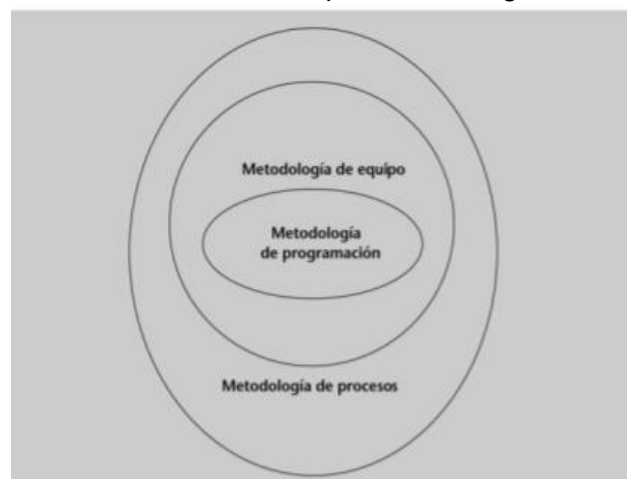 Metodología de equipo
Metodología
de programación
Metodología de procesos